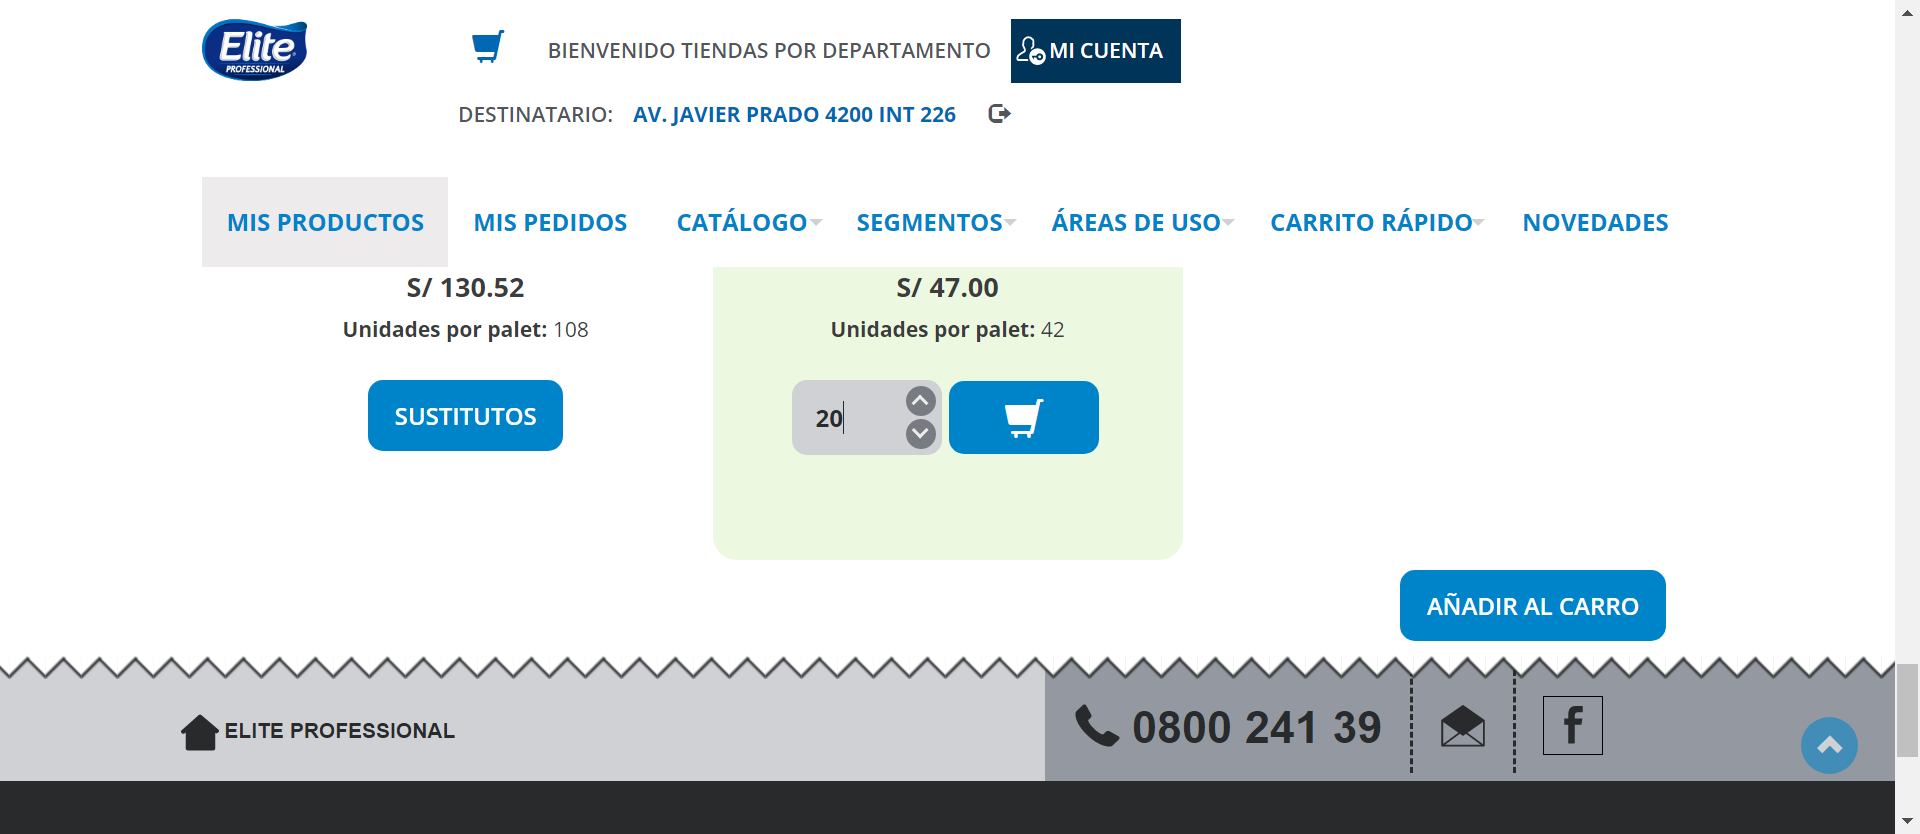 Elite
PROFESSIONAL
BIENVENIDO TIENDAS POR DEPARTAMENTO
MI CUENTA
DESTINATARIO: AV. JAVIER PRADO 4200 INT 226
MIS PRODUCTOS MIS PEDIDOS CATÁLOGO SEGMENTOS ÁREAS DE USO CARRITO RÁPIDO NOVEDADES
S/ 130.52
Unidades por palet: 108
SUSTITUTOS
S/ 47.00
Unidades por palet: 42
20
AÑADIR AL CARRO
ELITE PROFESSIONAL
0800 241 39
f